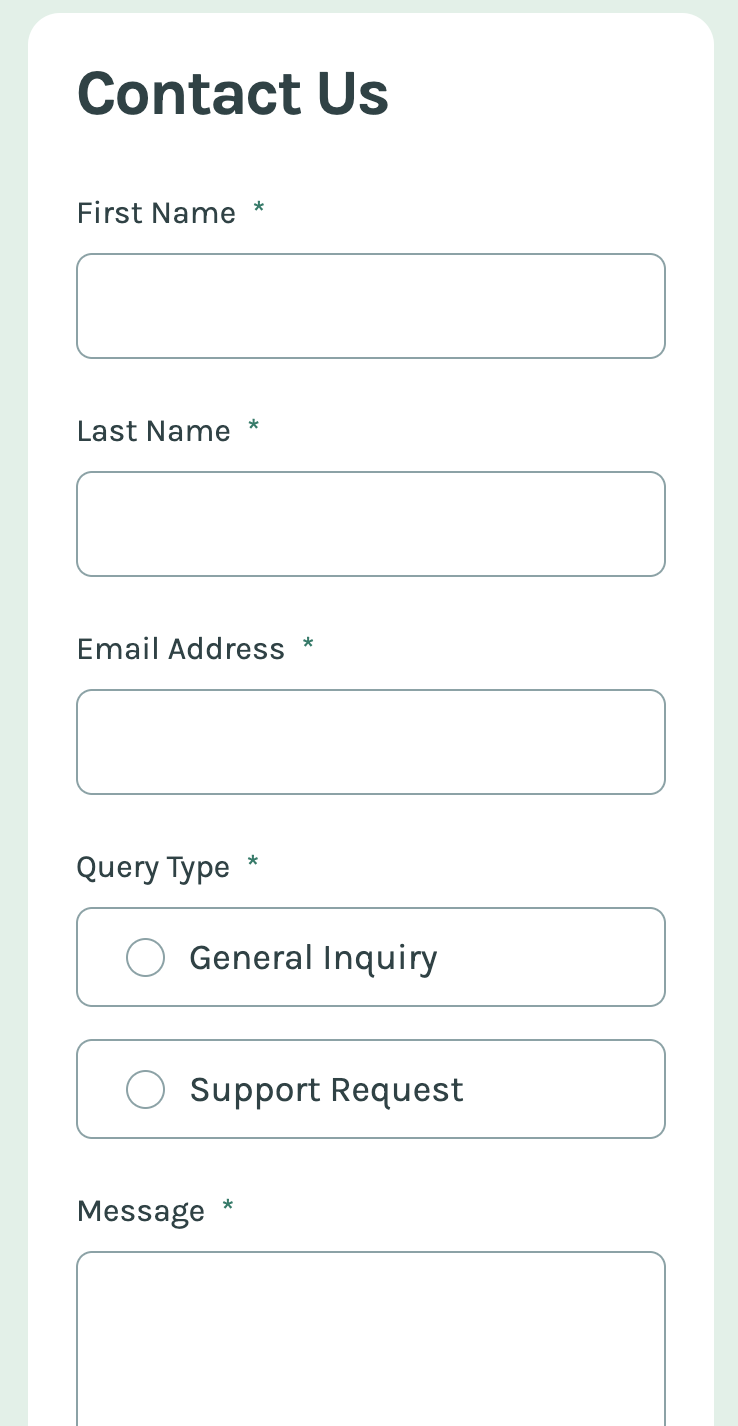 Contact Us
First Name *
Last Name *
Email Address *
Query Type *
General Inquiry
Support Request
Message *